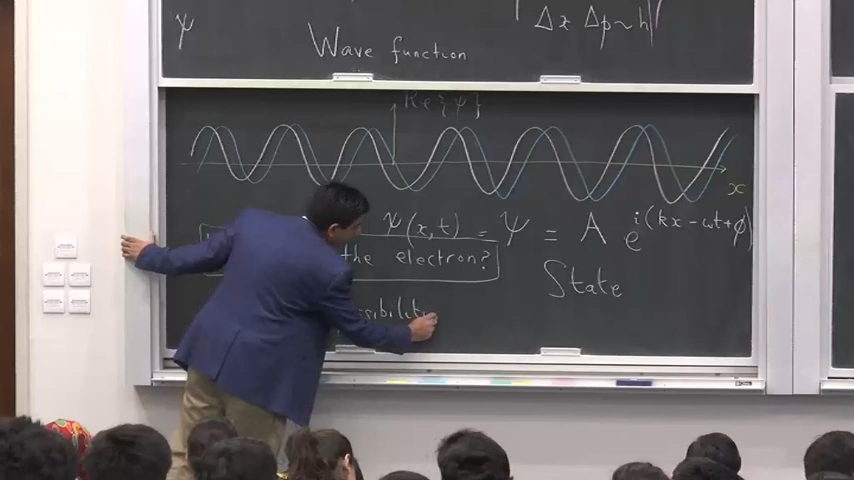 Ψ
Wave function
Δx Δp ~ h
Re{Ψ}
x
Ψ(x,t) = Ψ = A e^{i(kx-ωt+ϕ)}
the electron?
State